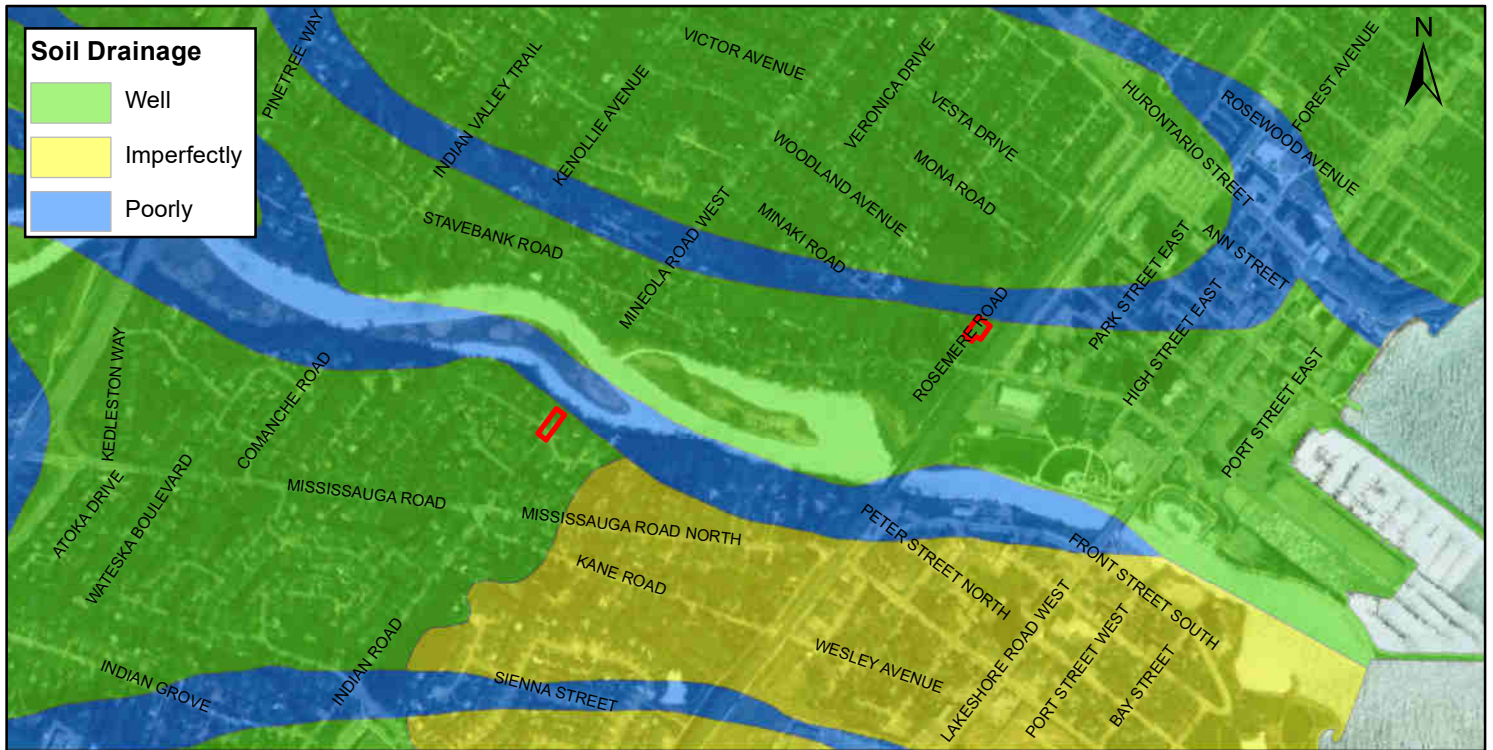 Soil Drainage
Well
Imperfectly
Poorly
N
PINETREE WAY
INDIAN VALLEY TRAIL
KENOLLIE AVENUE
VICTOR AVENUE
VERONICA DRIVE
VESTA DRIVE
HURONTARIO STREET
ROSEWOOD AVENUE
FOREST AVENUE
WOODLAND AVENUE
MONA ROAD
STAVEBANK ROAD
MINEOLA ROAD WEST
MINAKI ROAD
PARK STREET EAST
ANN STREET
HIGH STREET EAST
ROSEMERE ROAD
PORT STREET EAST
KEDLESTON WAY
COMANCHE ROAD
ATOKA DRIVE
WATESKA BOULEVARD
MISSISSAUGA ROAD
MISSISSAUGA ROAD NORTH
KANE ROAD
PETER STREET NORTH
FRONT STREET SOUTH
INDIAN GROVE
INDIAN ROAD
SIENNA STREET
WESLEY AVENUE
LAKESHORE ROAD WEST
PORT STREET WEST
BAY STREET